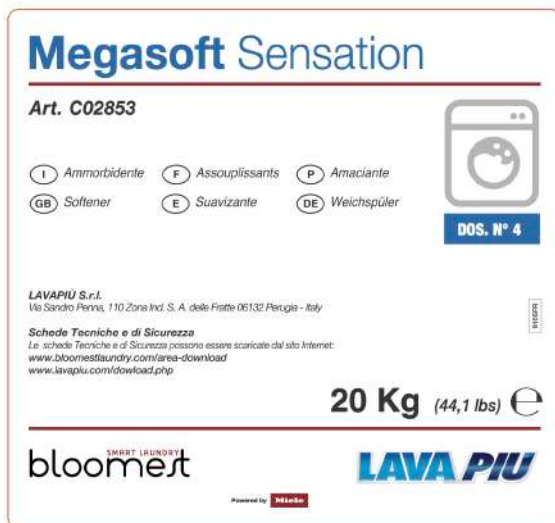 Megasoft Sensation
Art. C02853
I Ammorbidente F Assouplissants P Amaciante
GB Softener E Suavizante DE Weichspüler
DOS. N° 4
LAVAPIÙ S.r.l.
Via Sandro Penna, 110 Zona Ind. S. A. delle Fratte 06132 Perugia - Italy
Schede Tecniche e di Sicurezza
Le schede Tecniche e di Sicurezza possono essere scaricate dal sito Internet:
www.bloomestlaundry.com/area-download
www.lavapiu.com/dowload.php
20 Kg (44,1 lbs) ℮
SMART LAUNDRY
bloomest
LAVA PIU
Powered by Miele